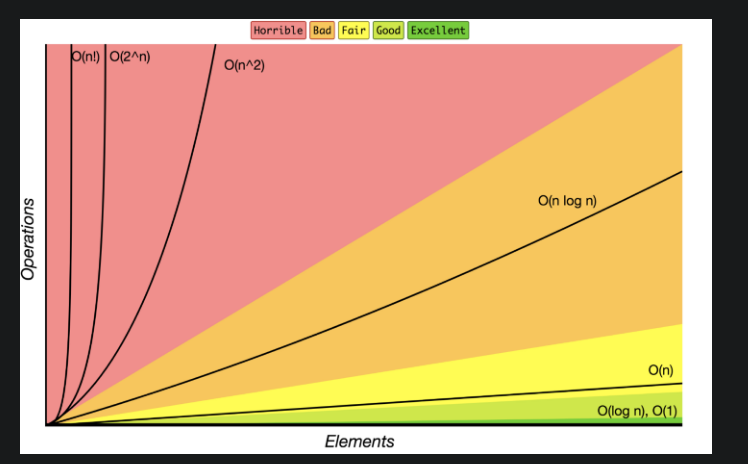 Horrible Bad Fair Good Excellent
O(n!) O(2^n)
O(n^2)
O(n log n)
O(n)
O(log n), O(1)
Operations
Elements